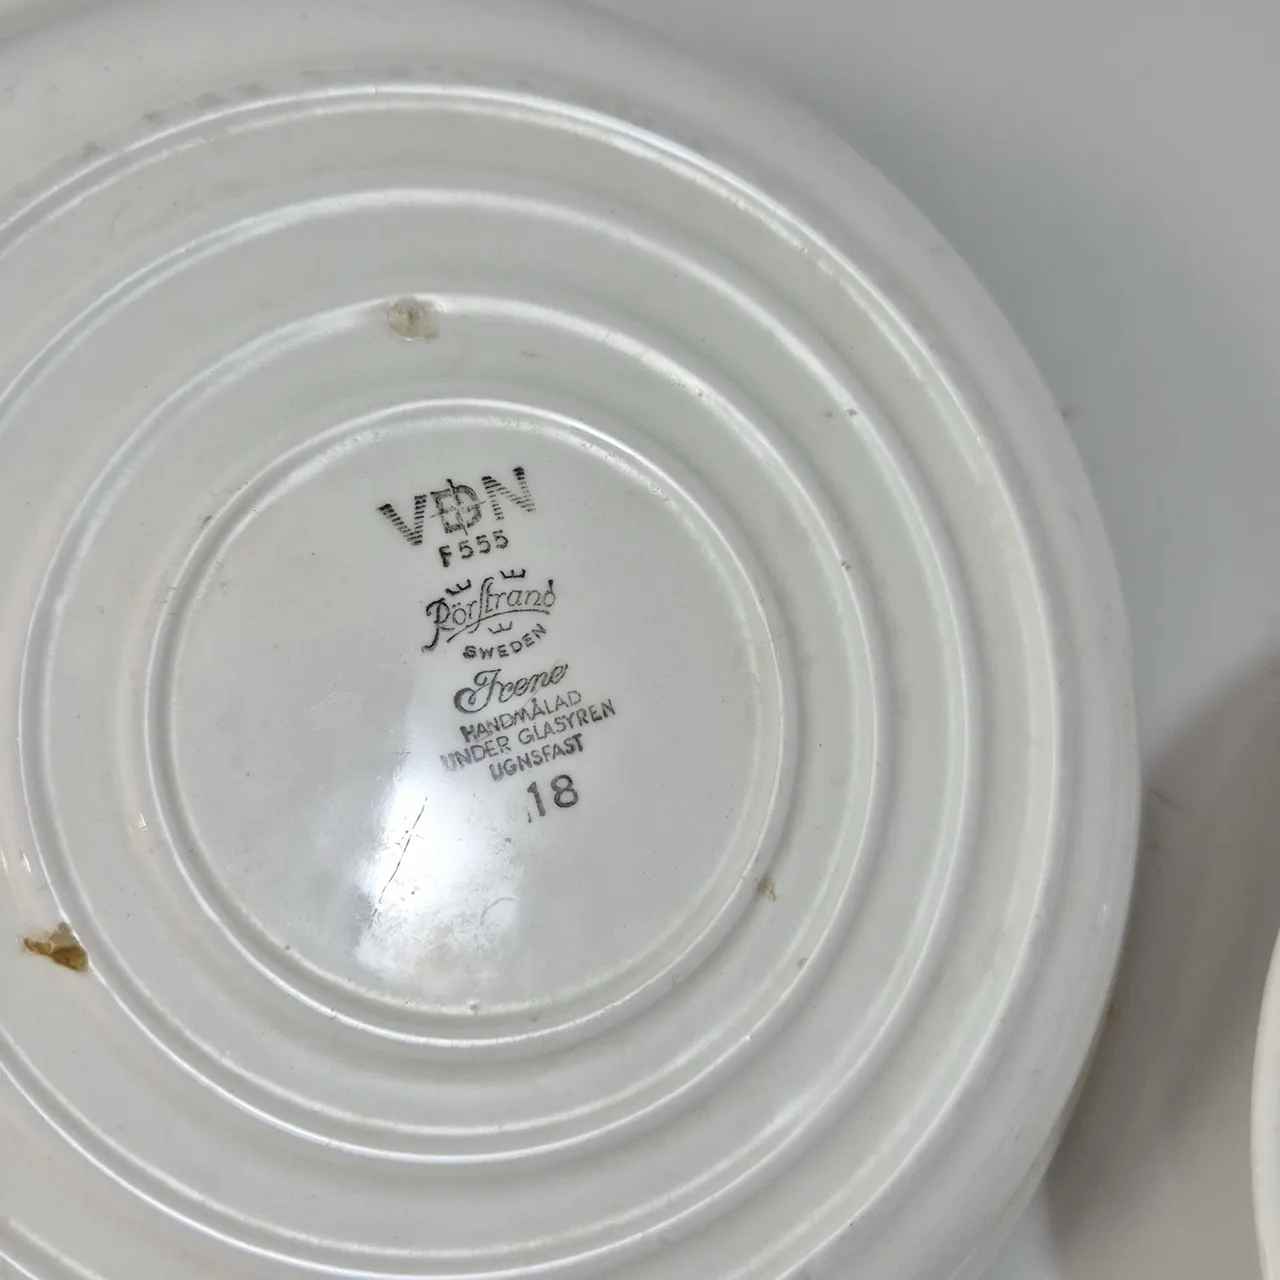 VDN
F555
Rörstrand
SWEDEN
Irene
HANDMÅLAD
UNDER GLASYREN
UGNSFAST
18